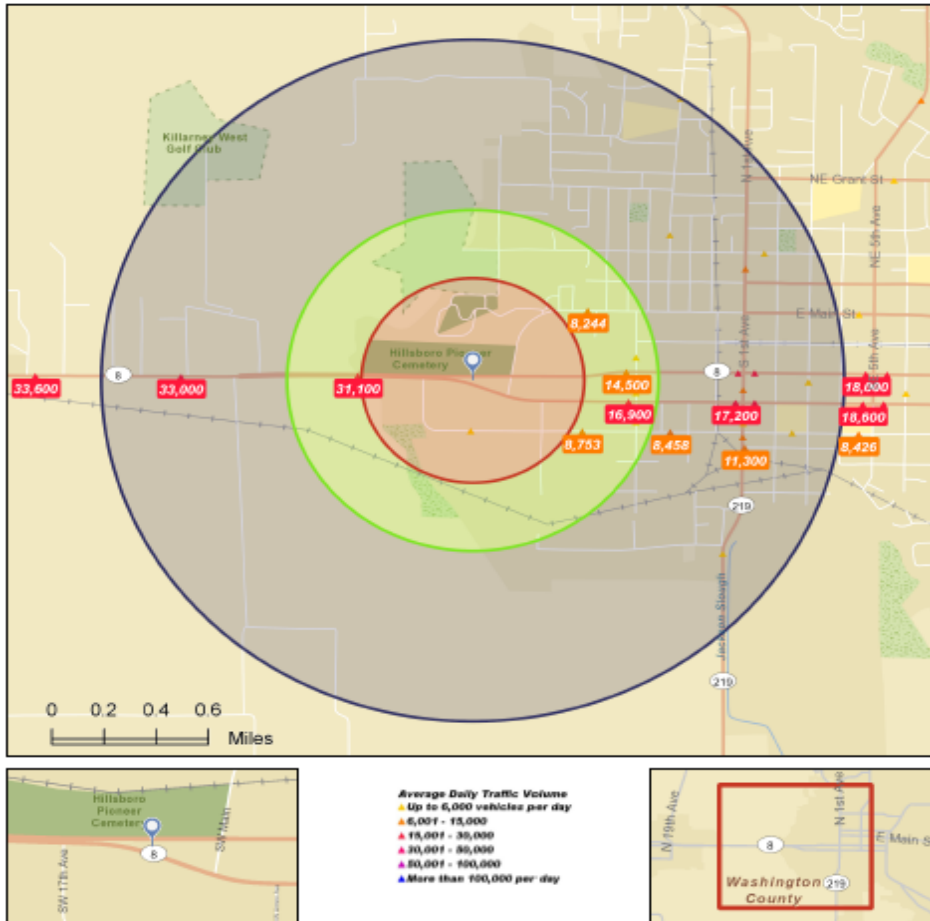 Killarney West
Golf Club
N 1st Ave
NE Grant St
NE 5th Ave
8,244
E Main St
Hillsboro Pioneer
Cemetery
S 1st Ave
8
8
33,600
33,000
31,100
14,500
18,000
16,900
17,200
18,600
8,753
8,458
11,300
8,426
219
Jackson Slough
219
0 0.2 0.4 0.6
Miles
Hillsboro
Pioneer
Cemetery
8
SW 17th Ave
Average Daily Traffic Volume
Up to 6,000 vehicles per day
6,001 - 15,000
15,001 - 30,000
30,001 - 50,000
50,001 - 100,000
More than 100,000 per day
N 19th Ave
N 1st Ave
8
Washington
County
219